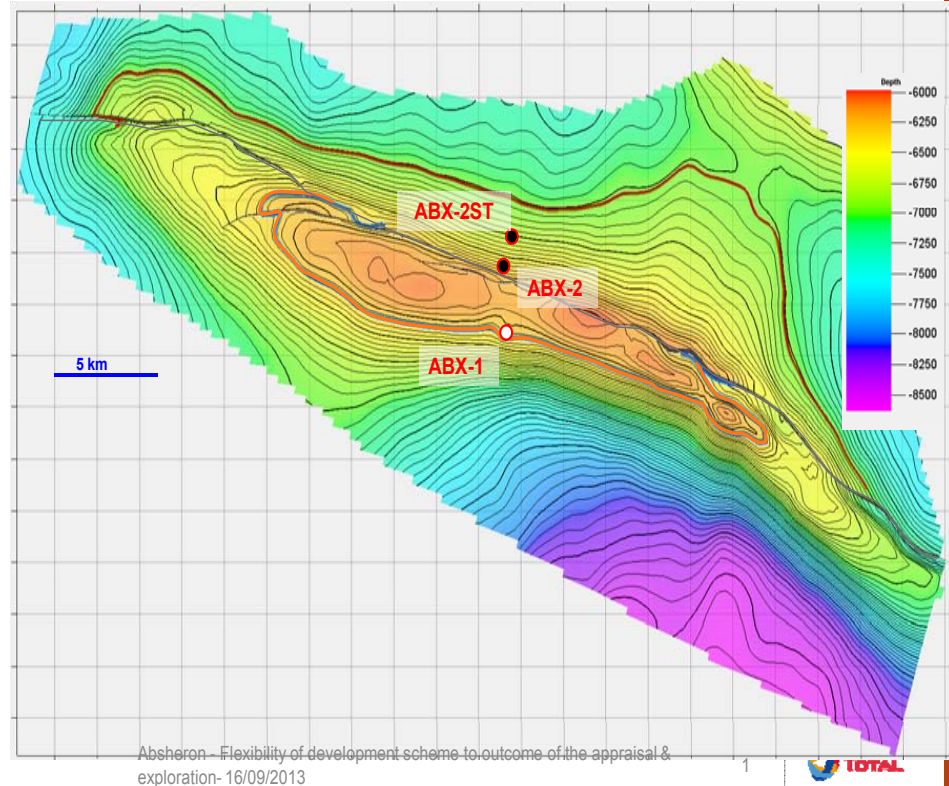 Depth
-6000
-6250
-6500
-6750
-7000
-7250
-7500
-7750
-8000
-8250
-8500
ABX-2ST
ABX-2
ABX-1
5 km
Absheron - Flexibility of development scheme to outcome of the appraisal &
exploration- 16/09/2013
1
TOTAL